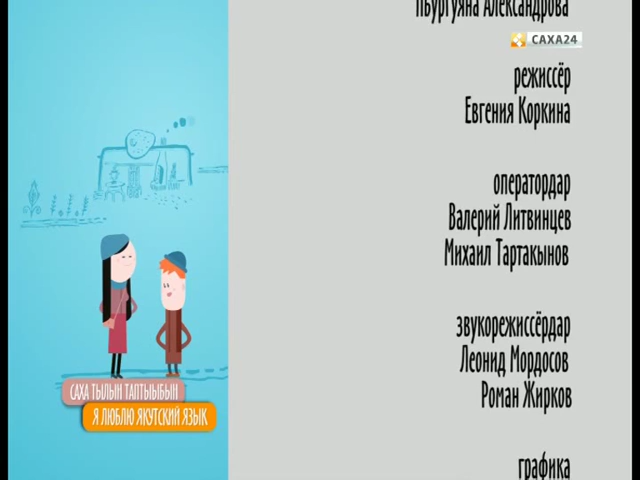 Александрова
САХА24
режиссёр
Евгения Коркина
оператордар
Валерий Литвинцев
Михаил Тартакынов
звукорежиссёрдар
Леонид Мордосов
Роман Жирков
графика
САХА ТЫЛЫН ТАПТЫЫБЫН
Я ЛЮБЛЮ ЯКУТСКИЙ ЯЗЫК